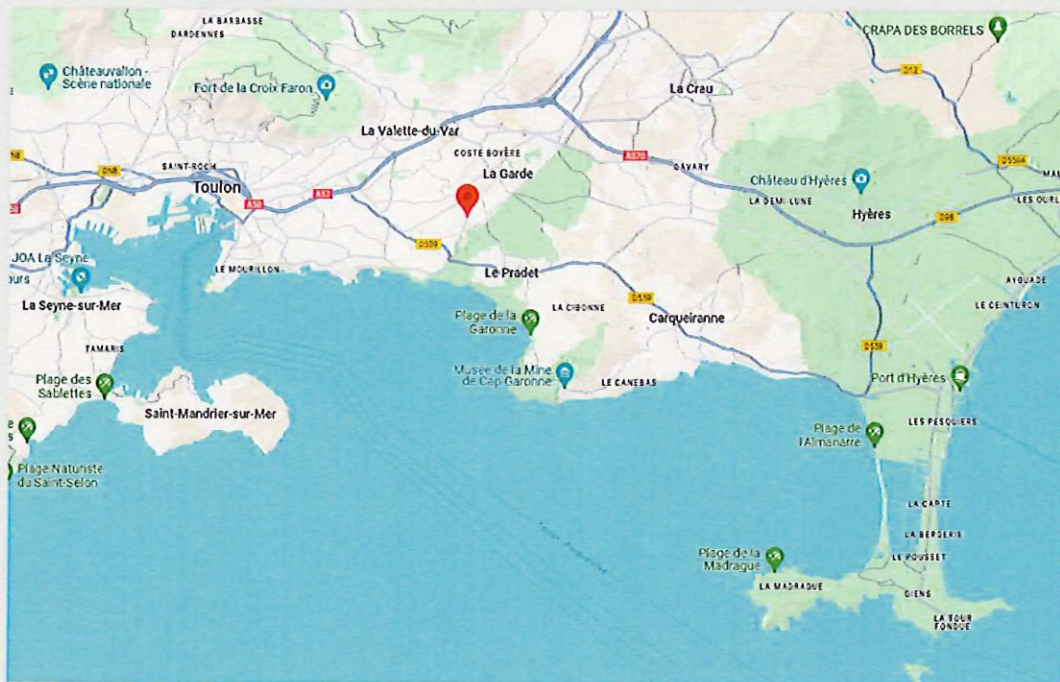 LA BARBASSE
DARDENNES
CRAPA DES BORRELS
Châteauvallon -
Scène nationale
Fort de la Croix Faron
La Crau
D12
La Valette-du-Var
COSTE BOYÈRE
A570
GAVARY
DN8
SAINT-ROCH
La Garde
Château d'Hyères
Toulon
A50
A57
LA DEMI-LUNE
Hyères
D98
LES OURL
D559
JOA La Seyne
LE MOURILLON
Le Pradet
AYGUADE
La Seyne-sur-Mer
LE CEINTURON
D559
LA CIBONNE
Plage de la
Garonne
Carqueiranne
TAMARIS
D559
Musée de la Mine
de Cap Garonne
Plage des
Sablettes
LE CANEBAS
Port d'Hyères
Saint-Mandrier-sur-Mer
LES PESQUIERS
Plage de
l'Almanarre
Plage Naturiste
du Saint-Selon
LA CAPTE
LA BERGERIE
Plage de la
Madrague
LE POUSSET
LA MADRAGUE
GIENS
LA TOUR
FONDUE